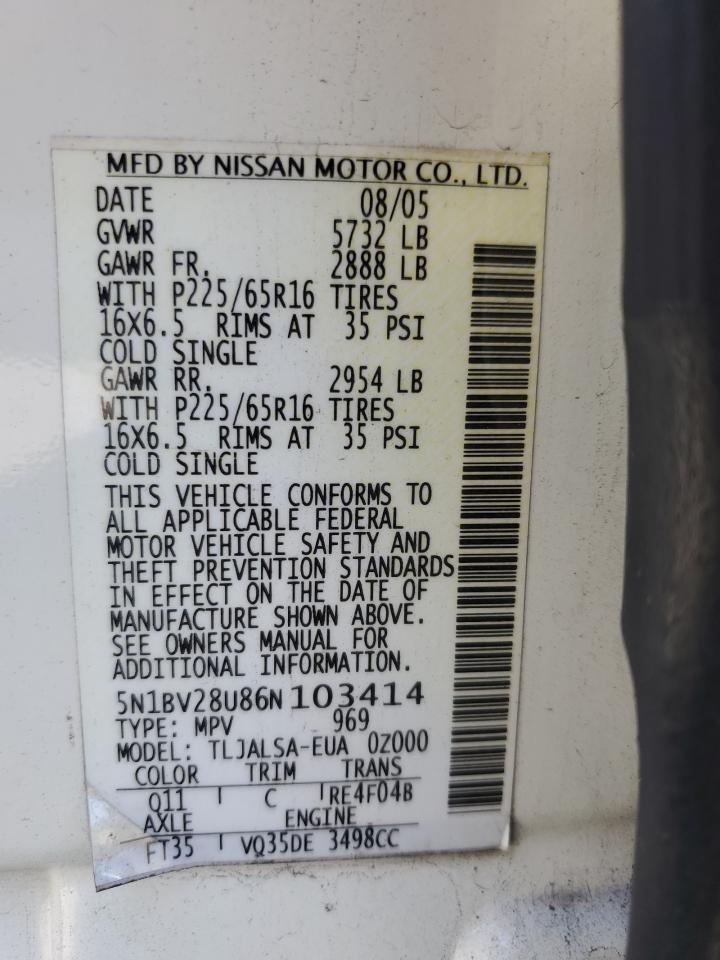 MFD BY NISSAN MOTOR CO., LTD.
DATE 08/05
GVWR 5732 LB
GAWR FR. 2888 LB
WITH P225/65R16 TIRES
16X6.5 RIMS AT 35 PSI
COLD SINGLE
GAWR RR. 2954 LB
WITH P225/65R16 TIRES
16X6.5 RIMS AT 35 PSI
COLD SINGLE
THIS VEHICLE CONFORMS TO
ALL APPLICABLE FEDERAL
MOTOR VEHICLE SAFETY AND
THEFT PREVENTION STANDARDS
IN EFFECT ON THE DATE OF
MANUFACTURE SHOWN ABOVE.
SEE OWNERS MANUAL FOR
ADDITIONAL INFORMATION.
5N1BV28U86N 103414
TYPE: MPV 969
MODEL: TLJALSA-EUA 0Z000
COLOR TRIM TRANS
Q11 C RE4F04B
AXLE ENGINE
FT35 VQ35DE 3498CC